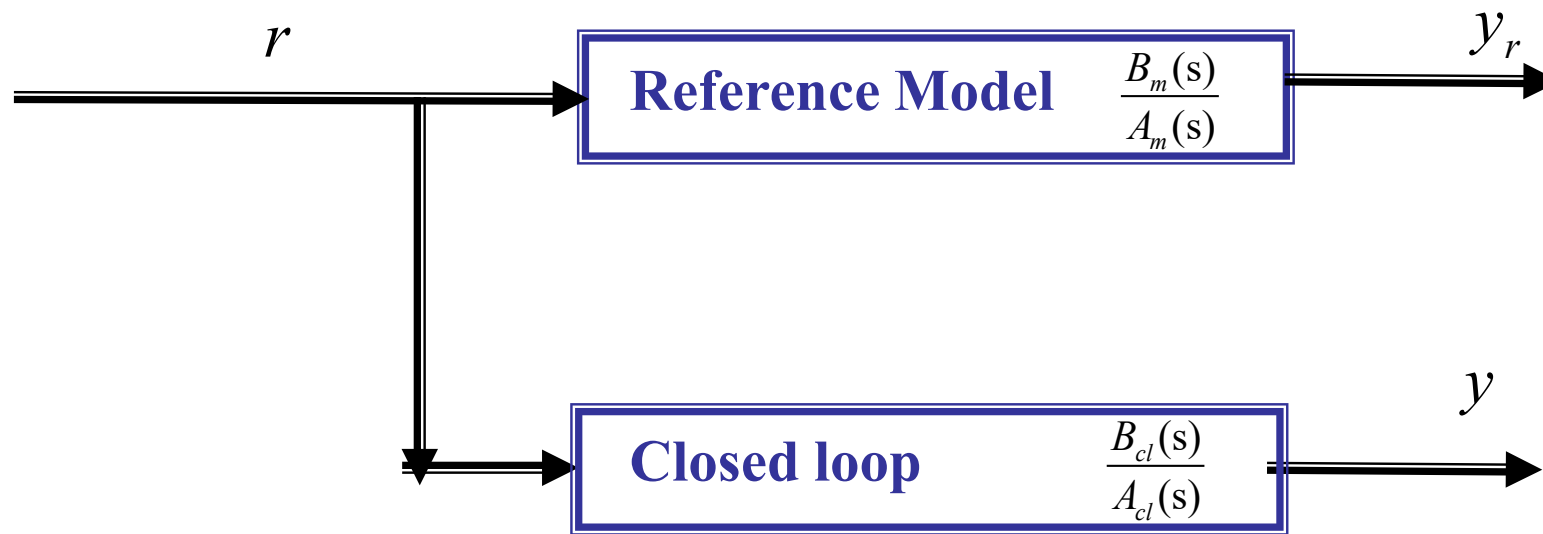 r
y_r
Reference Model B_m(s)/A_m(s)
y
Closed loop B_cl(s)/A_cl(s)